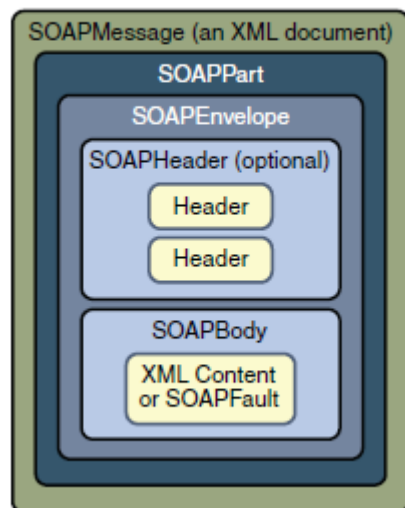 SOAPMessage (an XML document)
SOAPPart
SOAPEnvelope
SOAPHeader (optional)
Header
Header
SOAPBody
XML Content
or SOAPFault